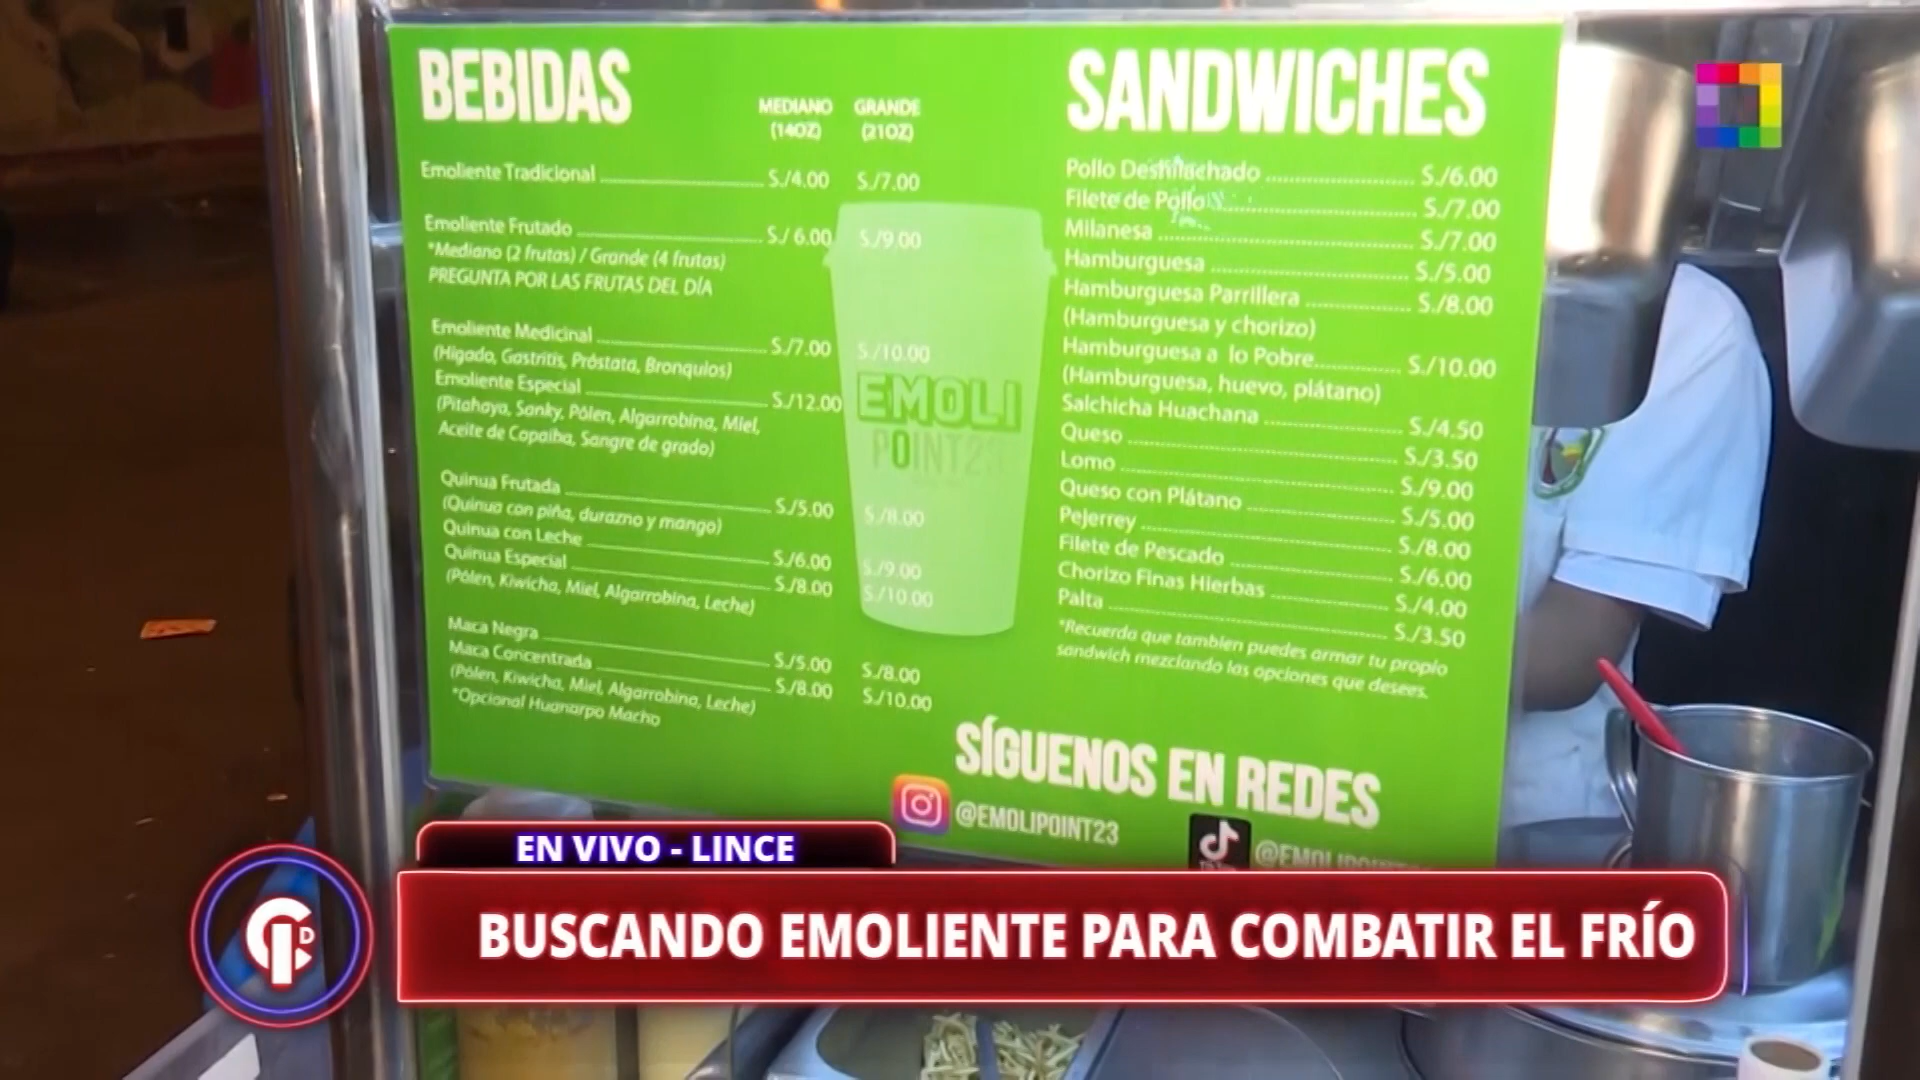 BEBIDAS
MEDIANO GRANDE
(14OZ) (21OZ)
Emoliente Tradicional S./4.00 S./7.00
Emoliente Frutado S./ 6.00 S./9.00
*Mediano (2 frutas) / Grande (4 frutas)
PREGUNTA POR LAS FRUTAS DEL DÍA
Emoliente Medicinal S./7.00 S./10.00
(Higado, Gastritis, Próstata, Bronquios)
Emoliente Especial S./12.00
(Pitahaya, Sanky, Pólen, Algarrobina, Miel,
Aceite de Copaiba, Sangre de grado)
Quinua Frutada S./5.00 S./8.00
(Quinua con piña, durazno y mango)
Quinua con Leche S./6.00 S./9.00
Quinua Especial S./8.00 S./10.00
(Pólen, Kiwicha, Miel, Algarrobina, Leche)
Maca Negra S./5.00 S./8.00
Maca Concentrada S./8.00 S./10.00
(Pólen, Kiwicha, Miel, Algarrobina, Leche)
*Opcional Huanarpo Macho
EMOLI
POINT23
SANDWICHES
Pollo Deshilachado S./6.00
Filete de Pollo S./7.00
Milanesa S./7.00
Hamburguesa S./5.00
Hamburguesa Parrillera S./8.00
(Hamburguesa y chorizo)
Hamburguesa a lo Pobre S./10.00
(Hamburguesa, huevo, plátano)
Salchicha Huachana S./4.50
Queso S./3.50
Lomo S./9.00
Queso con Plátano S./5.00
Pejerrey S./8.00
Filete de Pescado S./6.00
Chorizo Finas Hierbas S./4.00
Palta S./3.50
*Recuerda que tambien puedes armar tu propio
sandwich mezclando las opciones que desees.
SÍGUENOS EN REDES
@EMOLIPOINT23
EN VIVO - LINCE
BUSCANDO EMOLIENTE PARA COMBATIR EL FRÍO